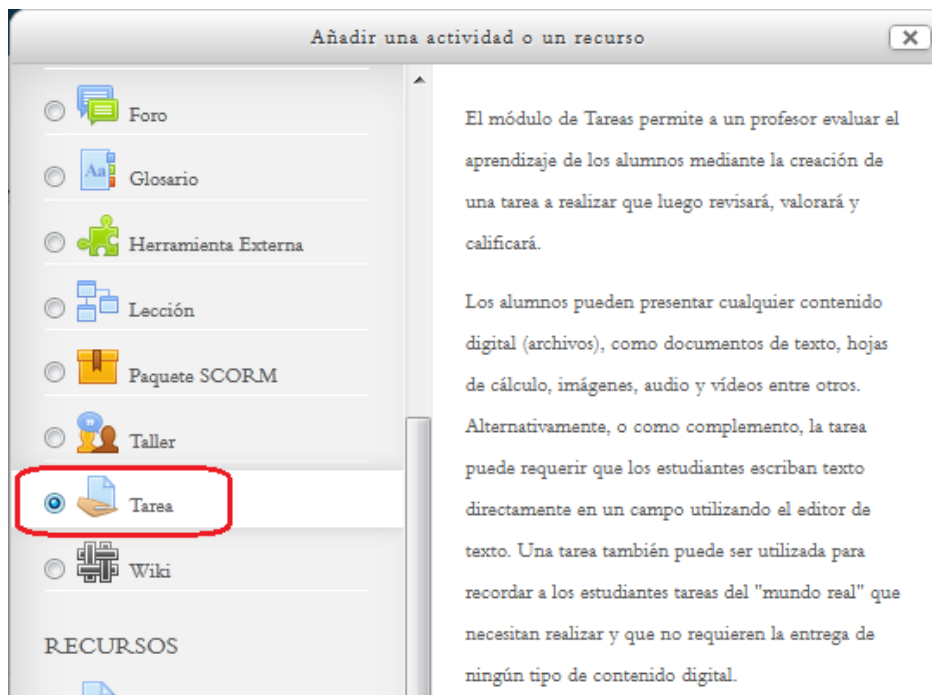 Añadir una actividad o un recurso
Foro
Aa
Glosario
Herramienta Externa
Lección
Paquete SCORM
Taller
Tarea
Wiki
RECURSOS
El módulo de Tareas permite a un profesor evaluar el
aprendizaje de los alumnos mediante la creación de
una tarea a realizar que luego revisará, valorará y
calificará.
Los alumnos pueden presentar cualquier contenido
digital (archivos), como documentos de texto, hojas
de cálculo, imágenes, audio y vídeos entre otros.
Alternativamente, o como complemento, la tarea
puede requerir que los estudiantes escriban texto
directamente en un campo utilizando el editor de
texto. Una tarea también puede ser utilizada para
recordar a los estudiantes tareas del "mundo real" que
necesitan realizar y que no requieren la entrega de
ningún tipo de contenido digital.